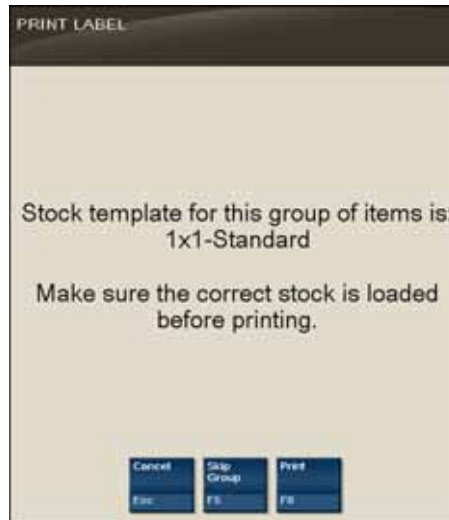 PRINT LABEL
Stock template for this group of items is:
1x1-Standard
Make sure the correct stock is loaded
before printing.
Cancel
Esc
Skip
Group
F5
Print
F8